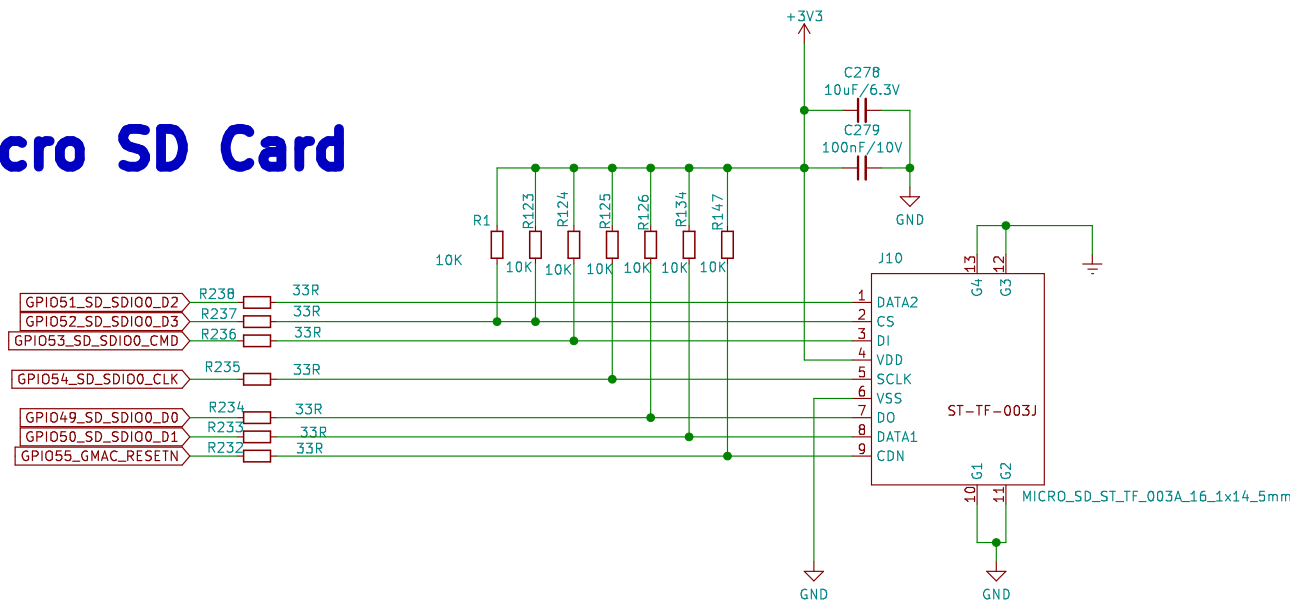 +3V3
C278
10uF/6.3V
cro SD Card
C279
100nF/10V
R1
R123
R124
R125
R126
R134
R147
GND
10K
10K
10K
10K
10K
10K
10K
J10
13
12
G4
G3
GPIO51_SD_SDIO0_D2
R238
33R
1
DATA2
GPIO52_SD_SDIO0_D3
R237
33R
2
CS
GPIO53_SD_SDIO0_CMD
R236
33R
3
DI
4
VDD
GPIO54_SD_SDIO0_CLK
R235
33R
5
SCLK
6
VSS
GPIO49_SD_SDIO0_D0
R234
33R
7
DO
ST-TF-003J
GPIO50_SD_SDIO0_D1
R233
33R
8
DATA1
GPIO55_GMAC_RESETN
R232
33R
9
CDN
G1
G2
10
11
MICRO_SD_ST_TF_003A_16_1x14_5mm
GND
GND